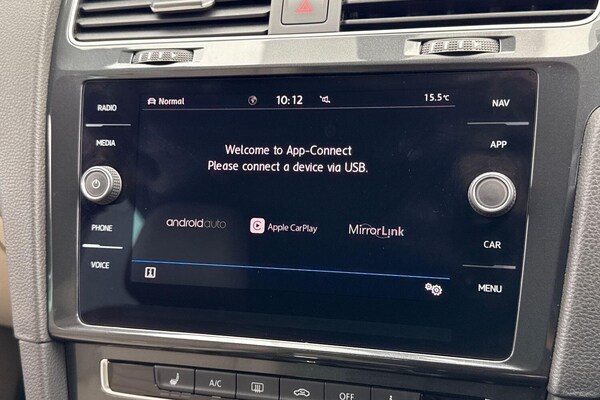 RADIO
MEDIA
PHONE
VOICE
Normal 10:12 15.5°C
Welcome to App-Connect
Please connect a device via USB.
androidauto Apple CarPlay MirrorLink
NAV
APP
CAR
MENU
A/C OFF